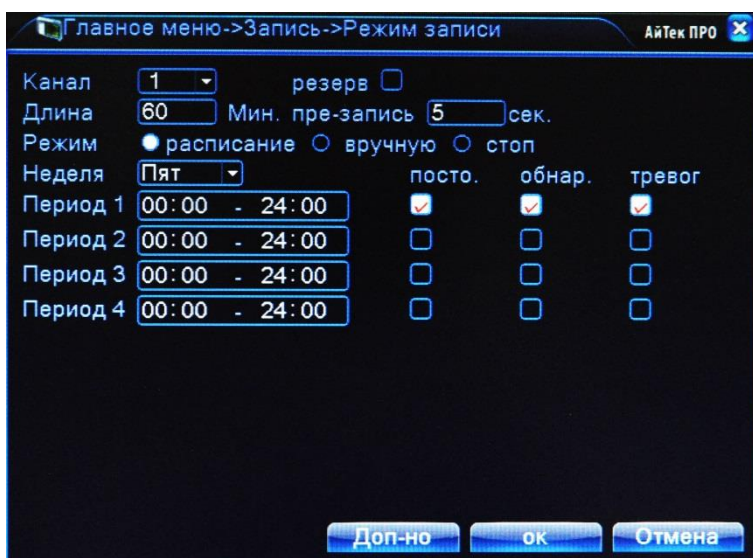 Главное меню->Запись->Режим записи АйТек ПРО
Канал 1 резерв
Длина 60 Мин. пре-запись 5 сек.
Режим расписание вручную стоп
Неделя Пят посто. обнар. тревог
Период 1 00:00 - 24:00
Период 2 00:00 - 24:00
Период 3 00:00 - 24:00
Период 4 00:00 - 24:00
Доп-но ок Отмена